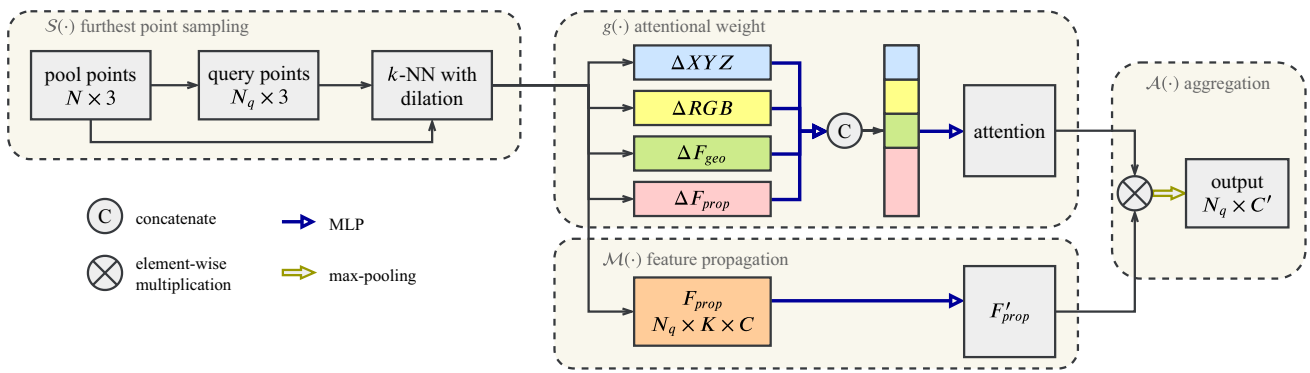 𝒮(·) furthest point sampling
pool points
N × 3
query points
N_q × 3
k-NN with
dilation
g(·) attentional weight
ΔXYZ
ΔRGB
ΔF_geo
ΔF_prop
C
attention
𝒜(·) aggregation
output
N_q × C′
C
concatenate
MLP
element-wise
multiplication
max-pooling
ℳ(·) feature propagation
F_prop
N_q × K × C
F′_prop